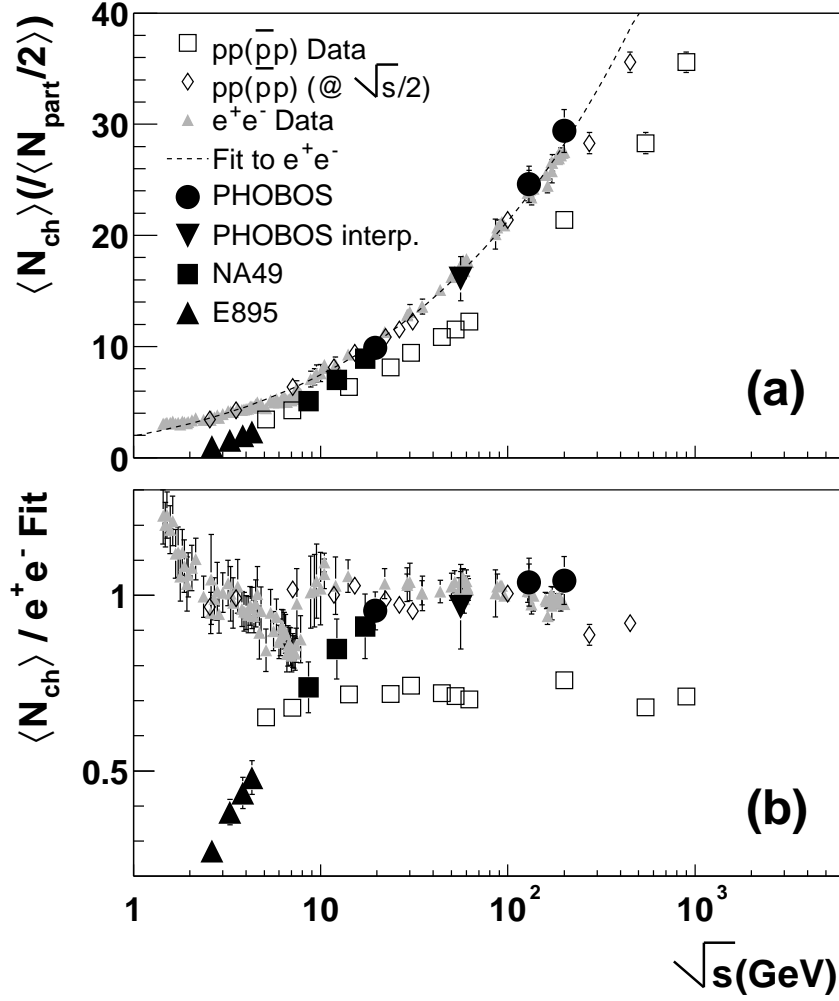 ⟨N_ch⟩(/⟨N_part/2⟩)
40
30
20
10
0
pp(p̅p) Data
pp(p̅p) (@ √s/2)
e⁺e⁻ Data
Fit to e⁺e⁻
PHOBOS
PHOBOS interp.
NA49
E895
(a)
⟨N_ch⟩ / e⁺e⁻ Fit
1
0.5
(b)
1 10 10² 10³
√s(GeV)